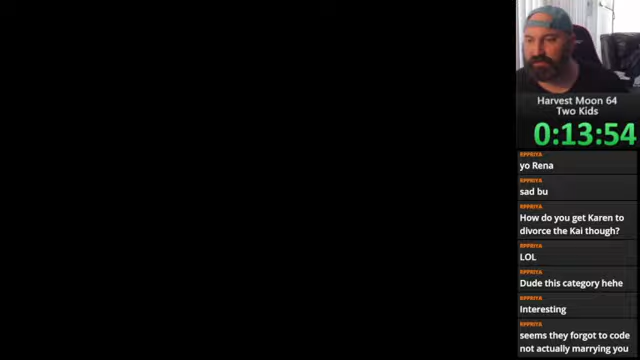 Harvest Moon 64
Two Kids
0:13:54
RPPRIYA
yo Rena
RPPRIYA
sad bu
RPPRIYA
How do you get Karen to
divorce the Kai though?
RPPRIYA
LOL
RPPRIYA
Dude this category hehe
RPPRIYA
Interesting
RPPRIYA
seems they forgot to code
not actually marrying you